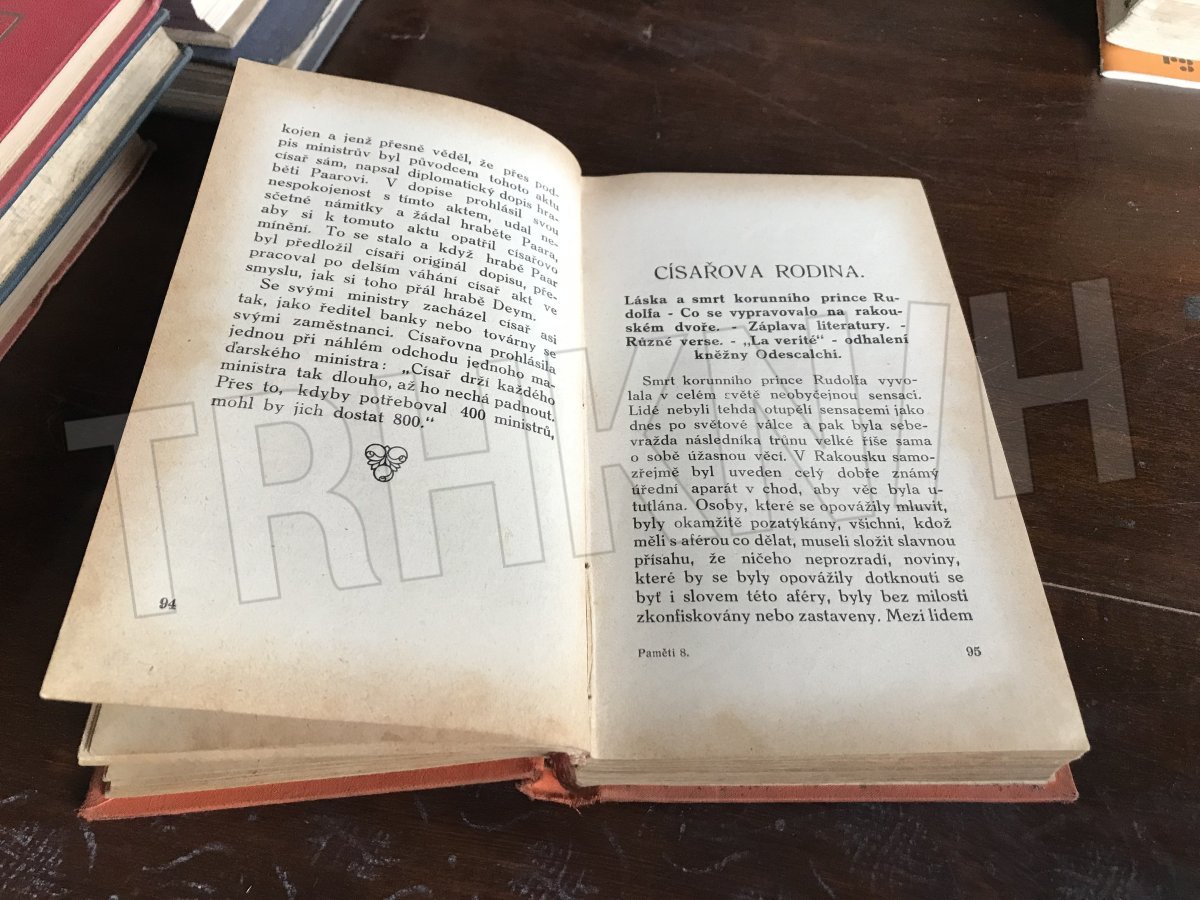 kojen a jenž přesně věděl, že přes pod-
pis ministrův byl původcem tohoto aktu
císař sám, napsal diplomatický dopis hra-
běti Paarovi. V dopise prohlásil svou
nespokojenost s tímto aktem, udal ne-
sčetné námitky a žádal hraběte Paara,
aby si k tomuto aktu opatřil císařovo
mínění. To se stalo a když hrabě Paar
byl předložil císaři originál dopisu, pře-
pracoval po delším váhání císař akt ve
smyslu, jak si toho přál hrabě Deym.
Se svými ministry zacházel císař asi
tak, jako ředitel banky nebo továrny se
svými zaměstnanci. Císařovna prohlásila
jednou při náhlém odchodu jednoho ma-
ďarského ministra: „Císař drží každého
ministra tak dlouho, až ho nechá padnout.
Přes to, kdyby potřeboval 400 ministrů,
mohl by jich dostat 800.“
94
CÍSAŘOVA RODINA.
Láska a smrt korunního prince Ru-
dolfa - Co se vypravovalo na rakou-
ském dvoře. - Záplava literatury. -
Různé verse. - „La verité“ - odhalení
kněžny Odescalchi.
Smrt korunního prince Rudolfa vyvo-
lala v celém světě neobyčejnou sensaci.
Lidé nebyli tehda otupělí sensacemi jako
dnes po světové válce a pak byla sebe-
vražda následníka trůnu velké říše sama
o sobě úžasnou věcí. V Rakousku samo-
zřejmě byl uveden celý dobře známý
úřední aparát v chod, aby věc byla u-
tutlána. Osoby, které se opovážily mluvit,
byly okamžitě pozatýkány, všichni, kdož
měli s aférou co dělat, museli složit slavnou
přísahu, že ničeho neprozradí, noviny,
které by se byly opovážily dotknouti se
byť i slovem této aféry, byly bez milosti
zkonfiskovány nebo zastaveny. Mezi lidem
Paměti 8.
95
TRHKNIH